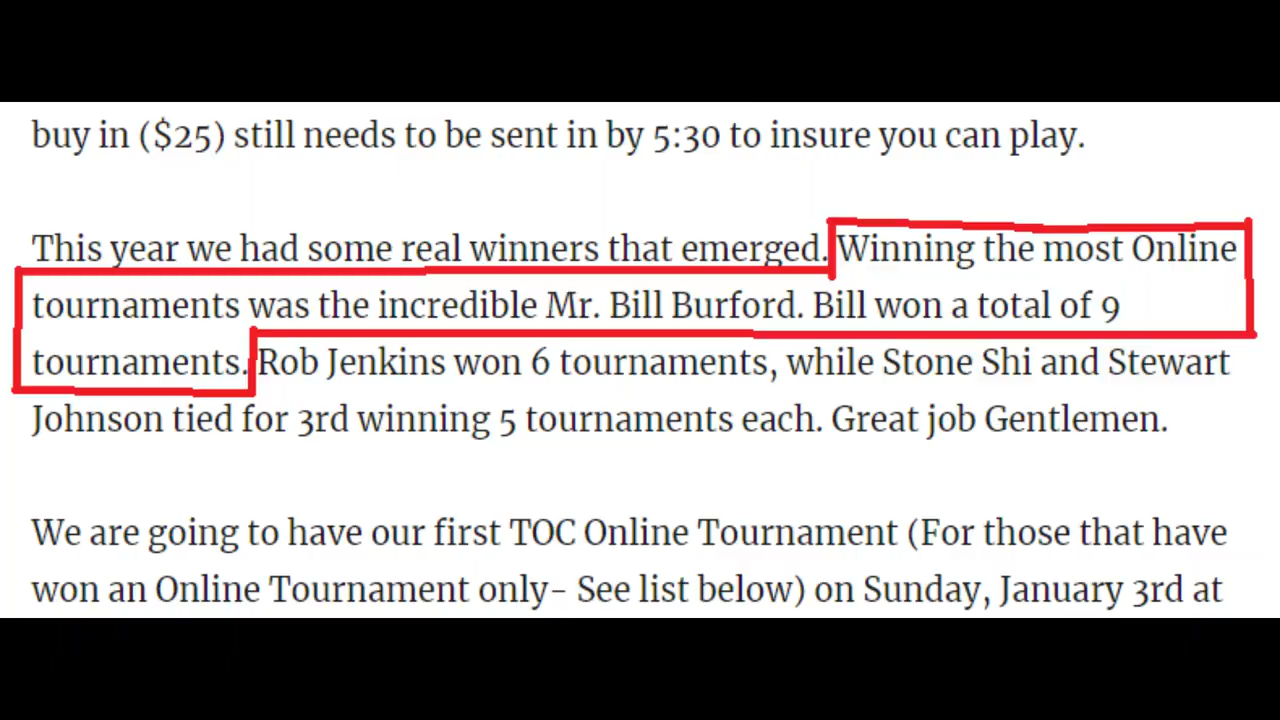 buy in ($25) still needs to be sent in by 5:30 to insure you can play.
This year we had some real winners that emerged. Winning the most Online
tournaments was the incredible Mr. Bill Burford. Bill won a total of 9
tournaments. Rob Jenkins won 6 tournaments, while Stone Shi and Stewart
Johnson tied for 3rd winning 5 tournaments each. Great job Gentlemen.
We are going to have our first TOC Online Tournament (For those that have
won an Online Tournament only- See list below) on Sunday, January 3rd at